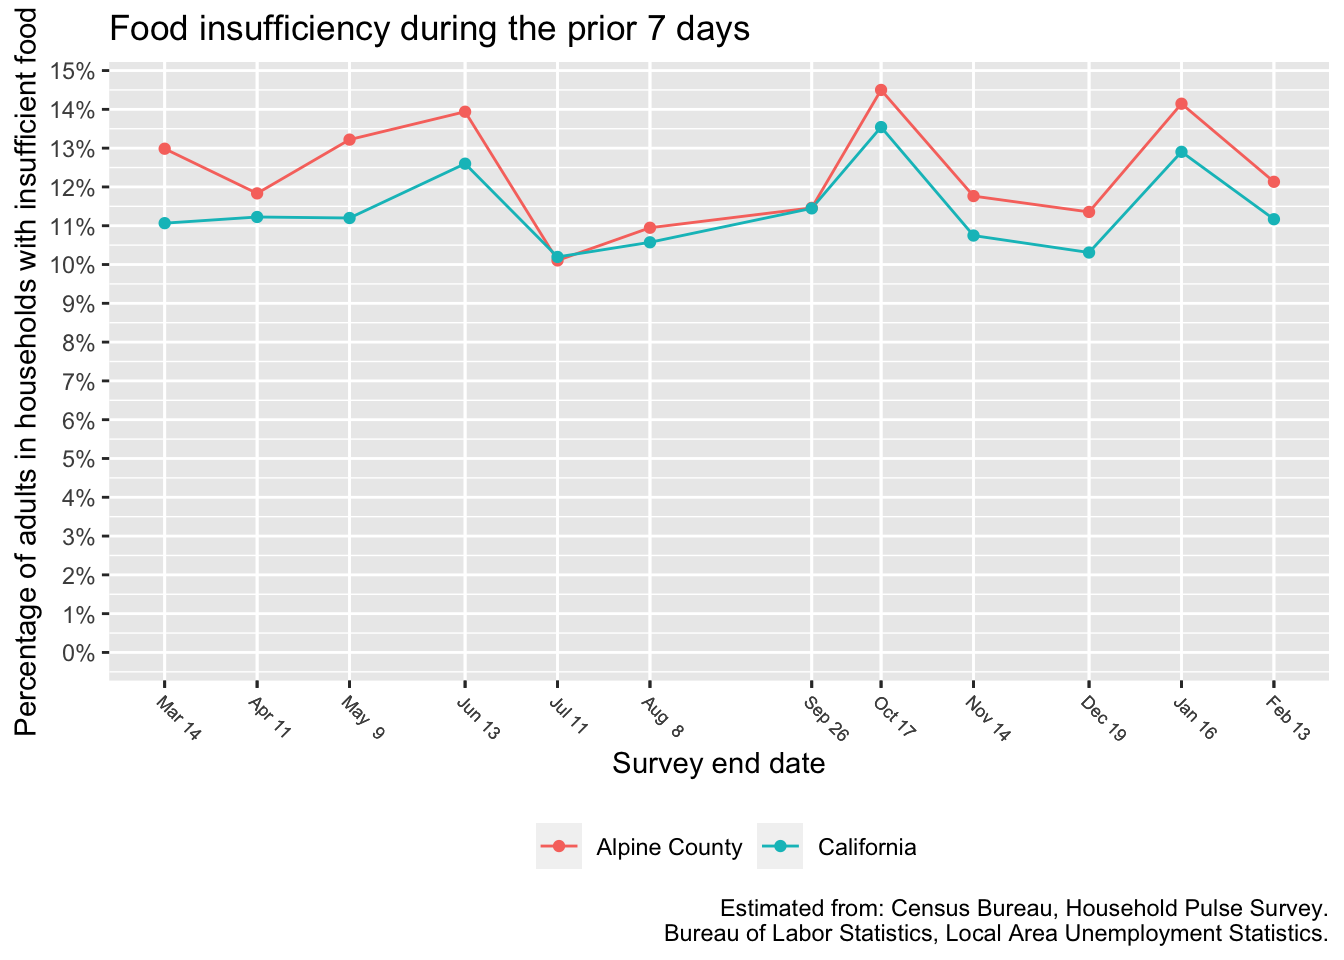 Food insufficiency during the prior 7 days
Percentage of adults in households with insufficient food
15%
14%
13%
12%
11%
10%
9%
8%
7%
6%
5%
4%
3%
2%
1%
0%
Mar 14
Apr 11
May 9
Jun 13
Jul 11
Aug 8
Sep 26
Oct 17
Nov 14
Dec 19
Jan 16
Feb 13
Survey end date
Alpine County
California
Estimated from: Census Bureau, Household Pulse Survey.
Bureau of Labor Statistics, Local Area Unemployment Statistics.